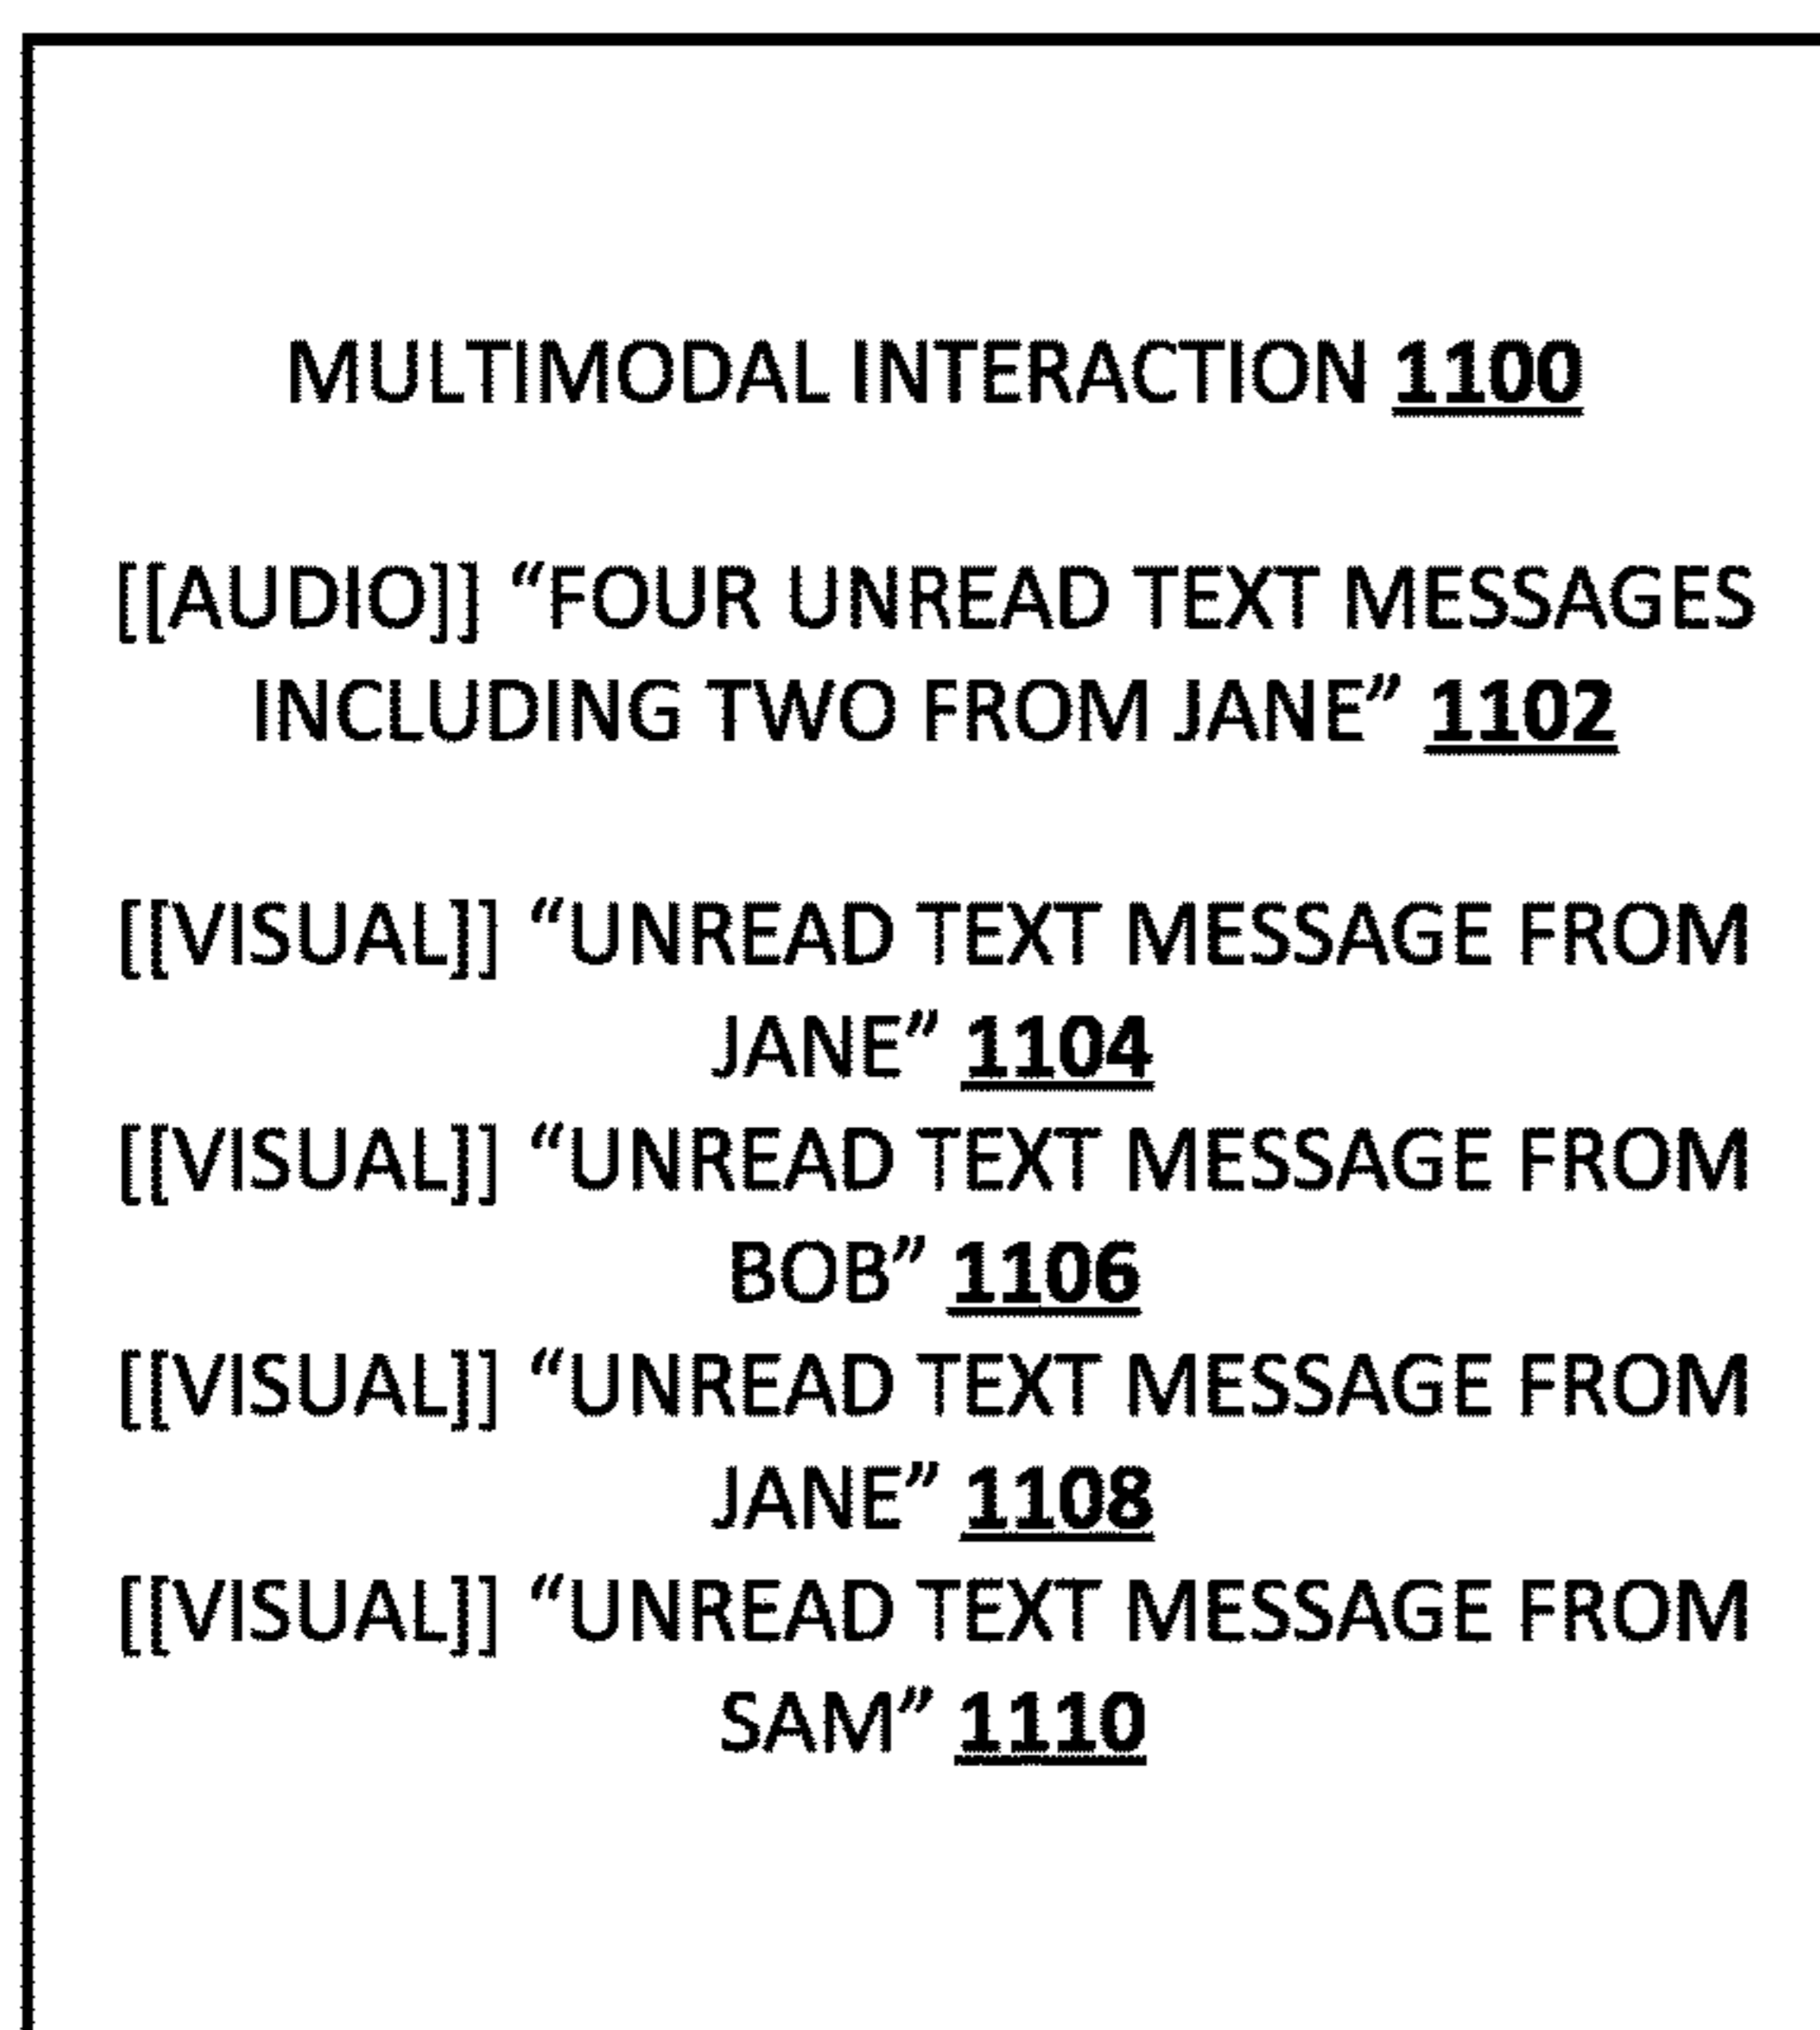 MULTIMODAL INTERACTION 1100
[[AUDIO]] “FOUR UNREAD TEXT MESSAGES
INCLUDING TWO FROM JANE” 1102
[[VISUAL]] “UNREAD TEXT MESSAGE FROM
JANE” 1104
[[VISUAL]] “UNREAD TEXT MESSAGE FROM
BOB” 1106
[[VISUAL]] “UNREAD TEXT MESSAGE FROM
JANE” 1108
[[VISUAL]] “UNREAD TEXT MESSAGE FROM
SAM” 1110